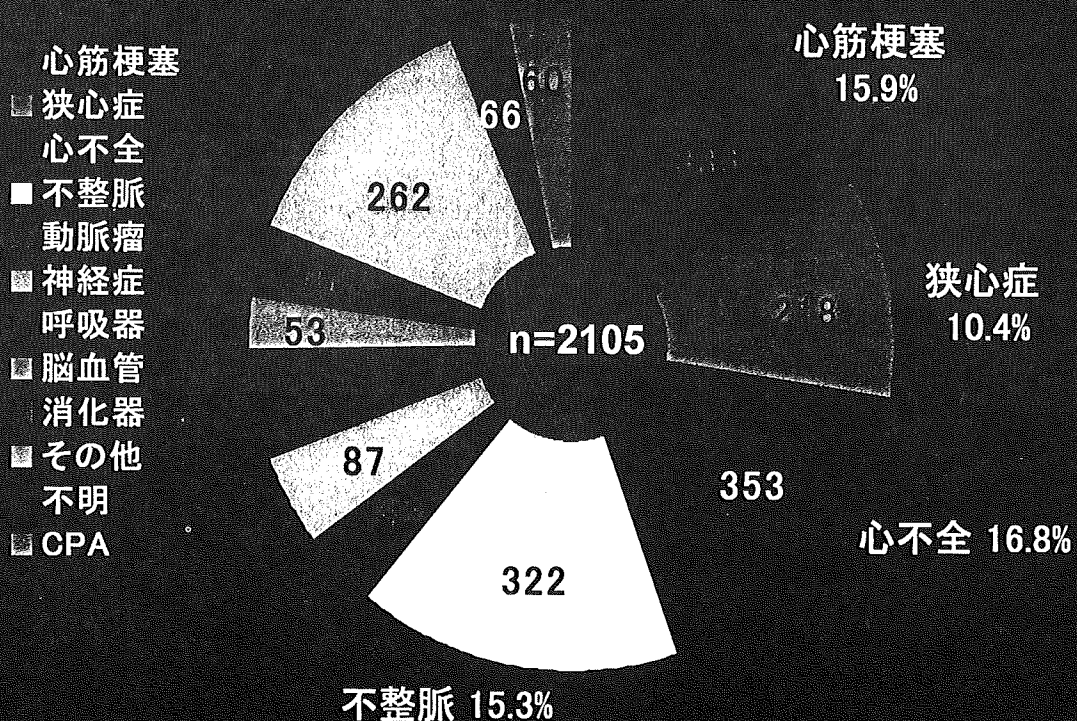 心筋梗塞
狭心症
心不全
不整脈
動脈瘤
神経症
呼吸器
脳血管
消化器
その他
不明
CPA
心筋梗塞
15.9%
狭心症
10.4%
心不全 16.8%
不整脈 15.3%
n=2105
60
66
262
53
87
322
353
218